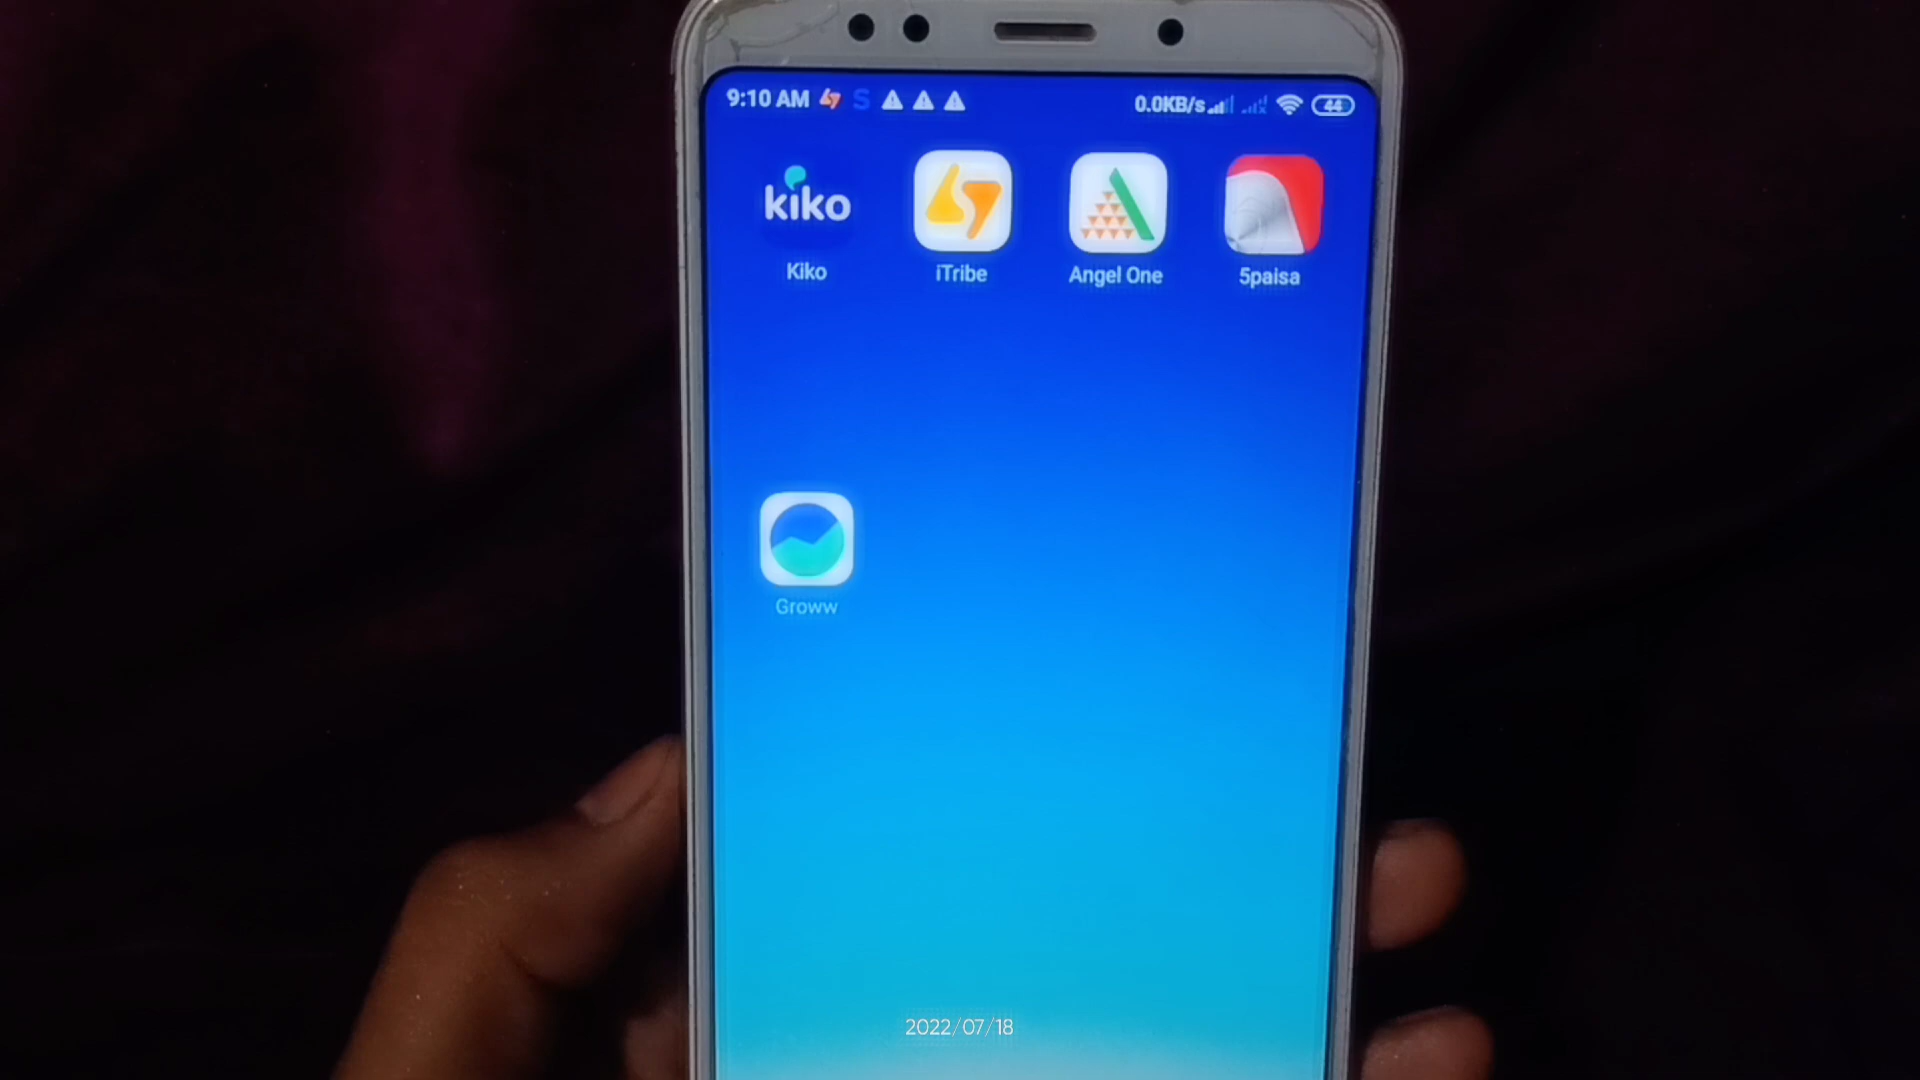 9:10 AM S 0.0KB/s 44
kiko
Kiko iTribe Angel One 5paisa
Groww
2022/07/18